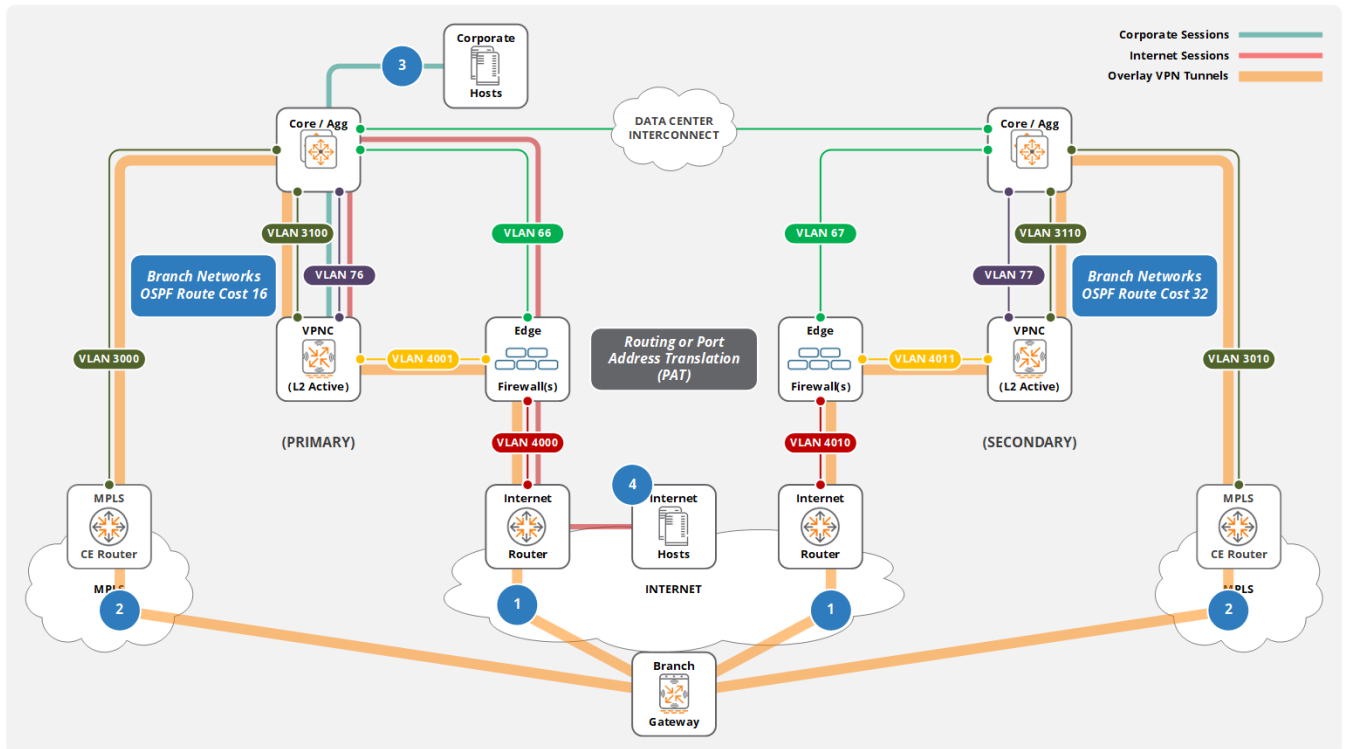 Corporate Sessions
Internet Sessions
Overlay VPN Tunnels
Corporate
Hosts
3
Core / Agg
DATA CENTER
INTERCONNECT
Core / Agg
VLAN 3100
VLAN 66
VLAN 67
VLAN 3110
VLAN 76
VLAN 77
Branch Networks
OSPF Route Cost 16
Branch Networks
OSPF Route Cost 32
VLAN 3000
VPNC
(L2 Active)
VLAN 4001
Edge
Firewall(s)
Routing or Port
Address Translation
(PAT)
Edge
Firewall(s)
VLAN 4011
VPNC
(L2 Active)
VLAN 3010
(PRIMARY)
VLAN 4000
VLAN 4010
(SECONDARY)
MPLS
CE Router
Internet
Router
4
Internet
Hosts
Internet
Router
MPLS
CE Router
MPLS
INTERNET
MPLS
2
1
1
2
Branch
Gateway